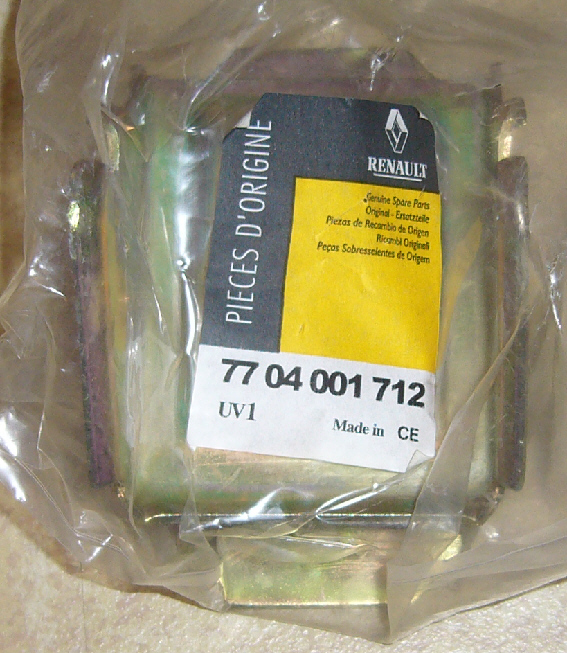 PIECES D'ORIGINE
RENAULT
Genuine Spare Parts
Original - Ersatzteile
Piezas de Recambio de Origen
Ricambi Originali
Peças Sobresselentes de Origem
77 04 001 712
UV1
Made in CE